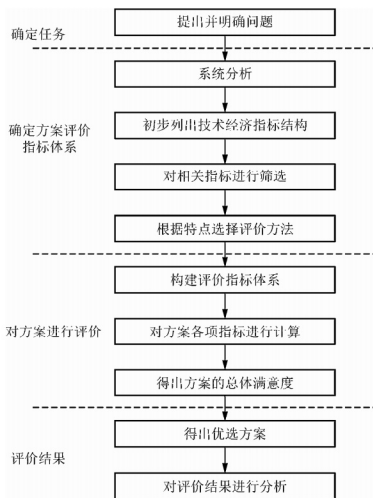 提出并明确问题
确定任务
系统分析
初步列出技术经济指标结构
确定方案评价
指标体系
对相关指标进行筛选
根据特点选择评价方法
构建评价指标体系
对方案进行评价
对方案各项指标进行计算
得出方案的总体满意度
得出优选方案
评价结果
对评价结果进行分析